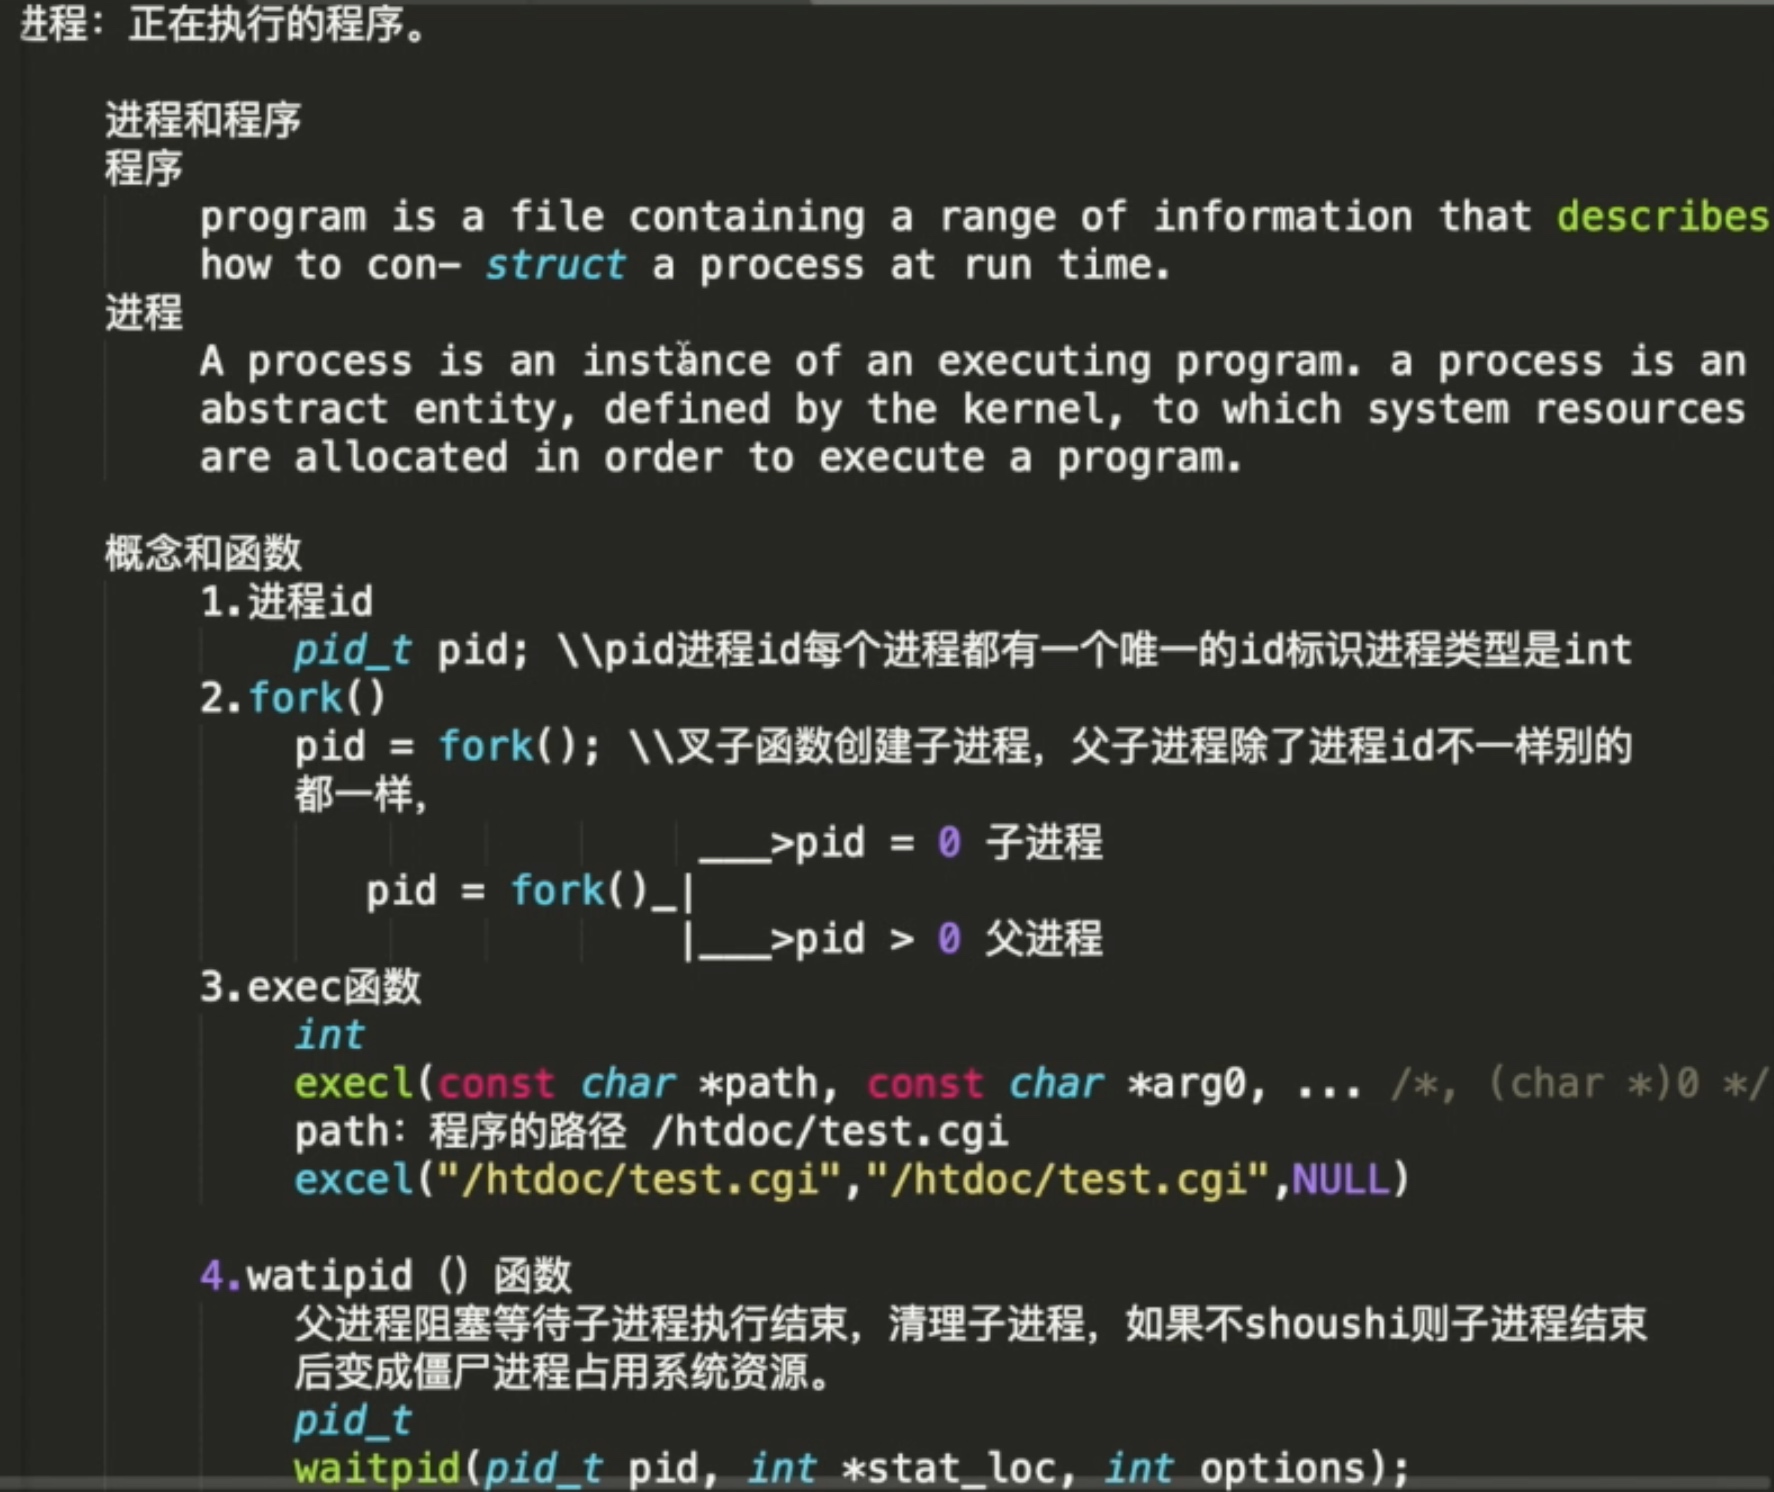 进程：正在执行的程序。
进程和程序
程序
program is a file containing a range of information that describes
how to con- struct a process at run time.
进程
A process is an instance of an executing program. a process is an
abstract entity, defined by the kernel, to which system resources
are allocated in order to execute a program.
概念和函数
1.进程id
pid_t pid; \\pid进程id每个进程都有一个唯一的id标识进程类型是int
2.fork()
pid = fork(); \\叉子函数创建子进程，父子进程除了进程id不一样别的
都一样，
___>pid = 0 子进程
pid = fork()_|
|___>pid > 0 父进程
3.exec函数
int
execl(const char *path, const char *arg0, ... /*, (char *)0 */
path：程序的路径 /htdoc/test.cgi
excel("/htdoc/test.cgi","/htdoc/test.cgi",NULL)
4.watipid（）函数
父进程阻塞等待子进程执行结束，清理子进程，如果不shoushi则子进程结束
后变成僵尸进程占用系统资源。
pid_t
waitpid(pid_t pid, int *stat_loc, int options);